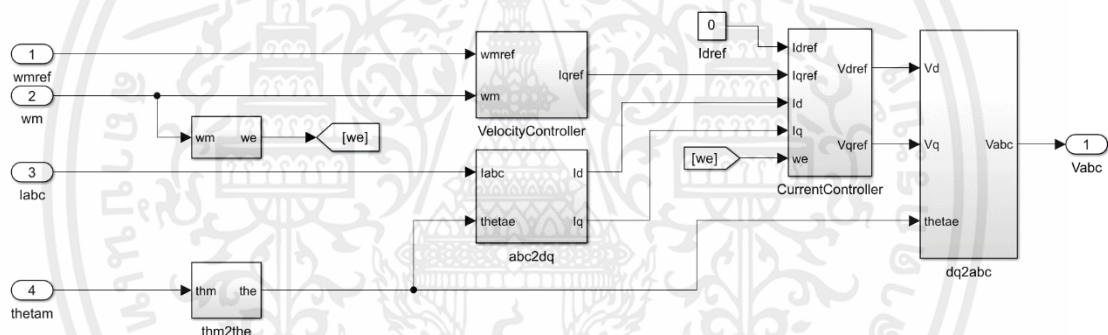 1
wmref
2
wm
wm we
[we]
3
Iabc
4
thetam
thm the
thm2the
wmref
wm
Iqref
VelocityController
Iabc
thetae
Id
Iq
abc2dq
0
Idref
[we]
Idref
Iqref
Id
Iq
we
Vdref
Vqref
CurrentController
Vd
Vq
thetae
Vabc
dq2abc
1
Vabc